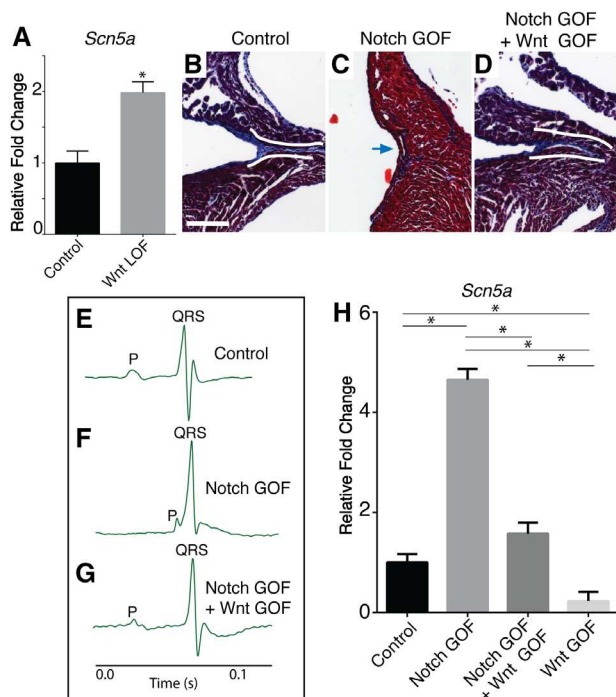 A
Scn5a
Relative Fold Change
2
*
1
0
Control
Wnt LOF
B
Control
C
Notch GOF
D
Notch GOF
+ Wnt GOF
E
QRS
P
Control
F
QRS
P
Notch GOF
G
QRS
P
Notch GOF
+ Wnt GOF
0.0
0.1
Time (s)
H
Scn5a
Relative Fold Change
6
4
2
0
*
*
*
*
*
Control
Notch GOF
Notch GOF
+ Wnt GOF
Wnt GOF